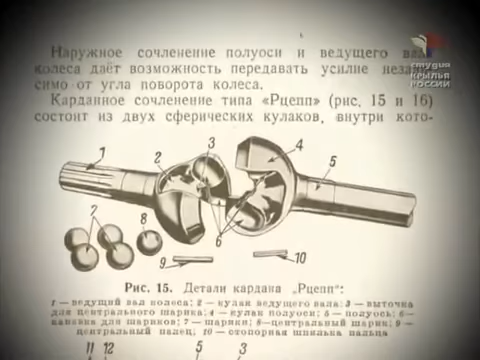 Наружное сочленение полуоси и ведущего вала
колеса даёт возможность передавать усилие незави-
симо от угла поворота колеса.
Карданное сочленение типа «Рцепп» (рис. 15 и 16)
состоит из двух сферических кулаков, внутри кото-
студия
КРЫЛЬЯ
РОССИИ
1 2 3 4 5
7 8 6
9 10
Рис. 15. Детали кардана „Рцепп“:
1 — ведущий вал колеса; 2 — кулак ведущего вала; 3 — выточка
для центрального шарика; 4 — кулак полуоси; 5 — полуось; 6 —
канавки для шариков; 7 — шарики; 8 — центральный шарик; 9 —
центральный палец; 10 — стопорная шпилька пальца
11 12 5 3